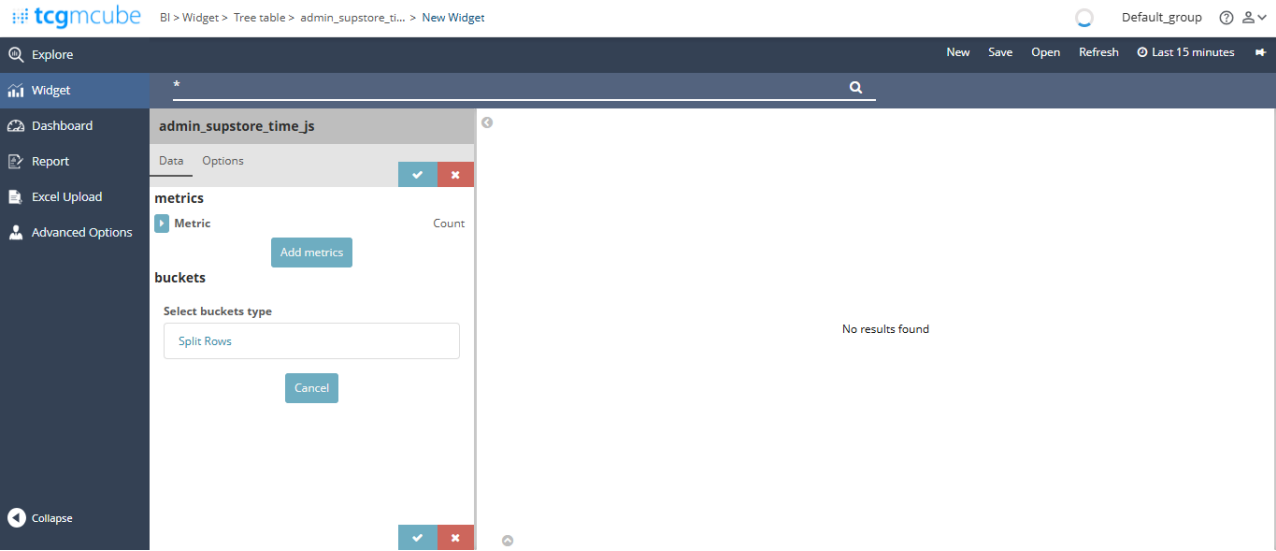 tcgmcube BI > Widget > Tree table > admin_supstore_ti... > New Widget Default_group
Explore New Save Open Refresh Last 15 minutes
Widget *
Dashboard admin_supstore_time_js
Report Data Options
Excel Upload metrics
Advanced Options Metric Count
Add metrics
buckets
Select buckets type
Split Rows
No results found
Cancel
Collapse